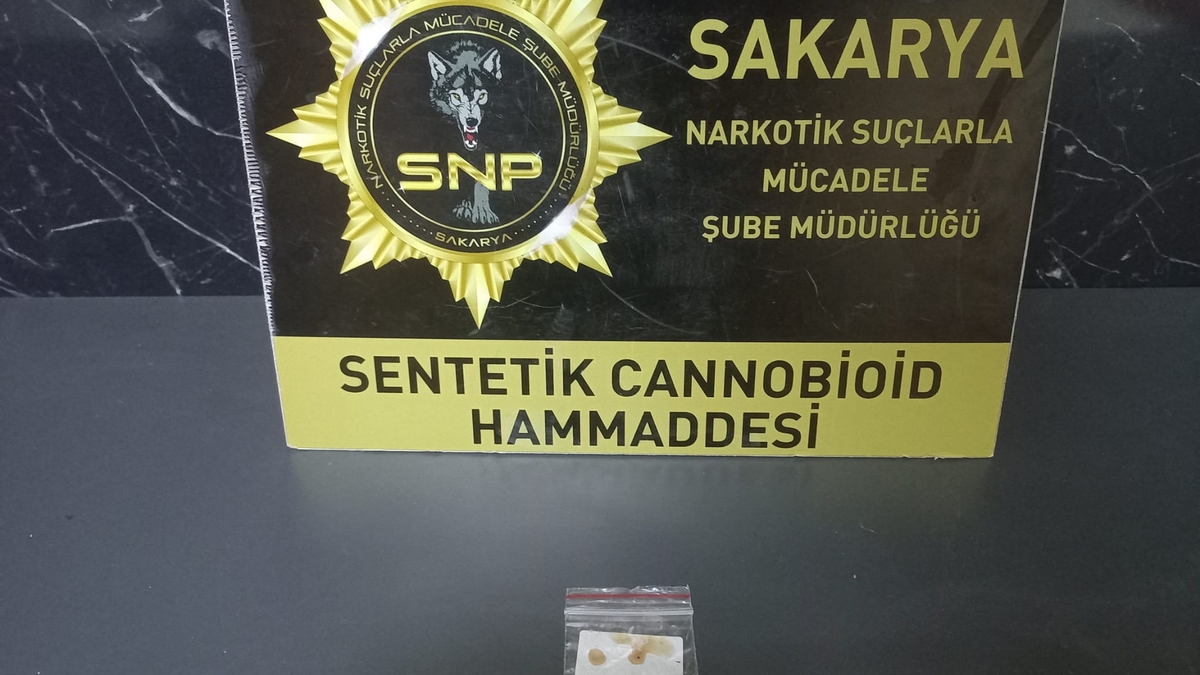 NARKOTİK SUÇLARLA MÜCADELE ŞUBE MÜDÜRLÜĞÜ
SNP
SAKARYA
SAKARYA
NARKOTİK SUÇLARLA
MÜCADELE
ŞUBE MÜDÜRLÜĞÜ
SENTETİK CANNOBİOİD
HAMMADDESİ